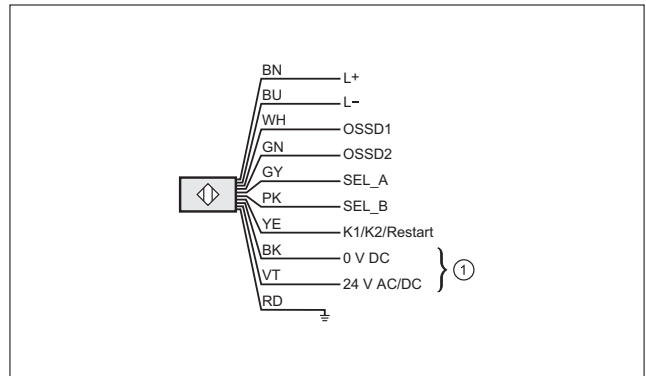 BN L+
BU L–
WH OSSD1
GN OSSD2
GY SEL_A
PK SEL_B
YE K1/K2/Restart
BK 0 V DC
VT 24 V AC/DC
1
RD